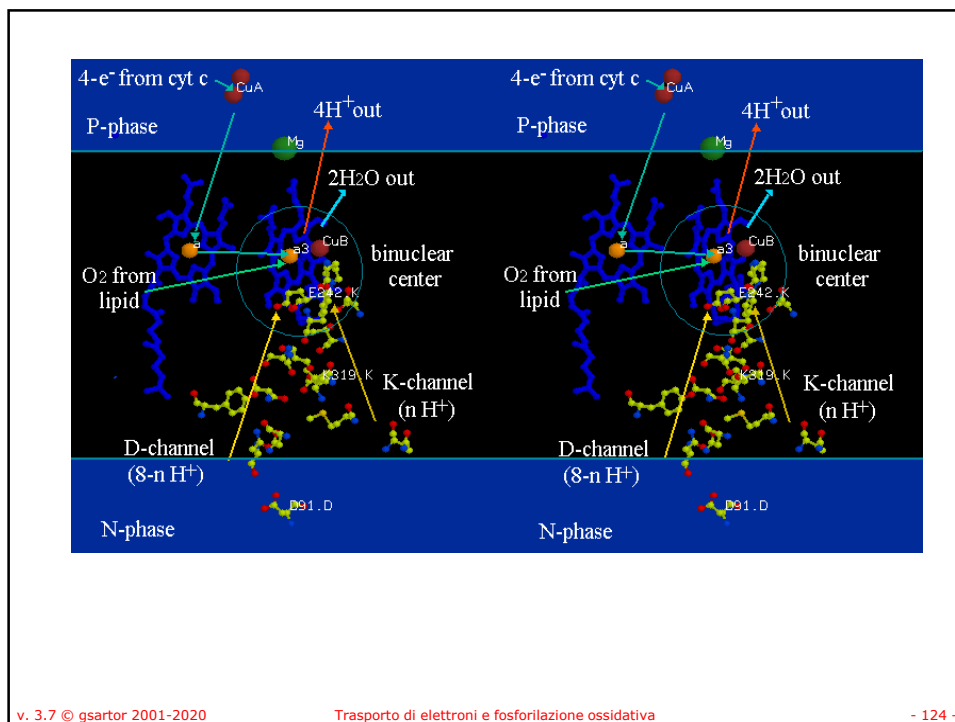 4-e⁻ from cyt c
CuA
P-phase
4H⁺out
Mg
2H₂O out
a
a3
CuB
binuclear
center
O₂ from
lipid
E242.K
K319.K
K-channel
(n H⁺)
D-channel
(8-n H⁺)
D91.D
N-phase
4-e⁻ from cyt c
CuA
P-phase
4H⁺out
Mg
2H₂O out
a
a3
CuB
binuclear
center
O₂ from
lipid
E242.K
K319.K
K-channel
(n H⁺)
D-channel
(8-n H⁺)
D91.D
N-phase
v. 3.7 © gsartor 2001-2020 Trasporto di elettroni e fosforilazione ossidativa - 124 -